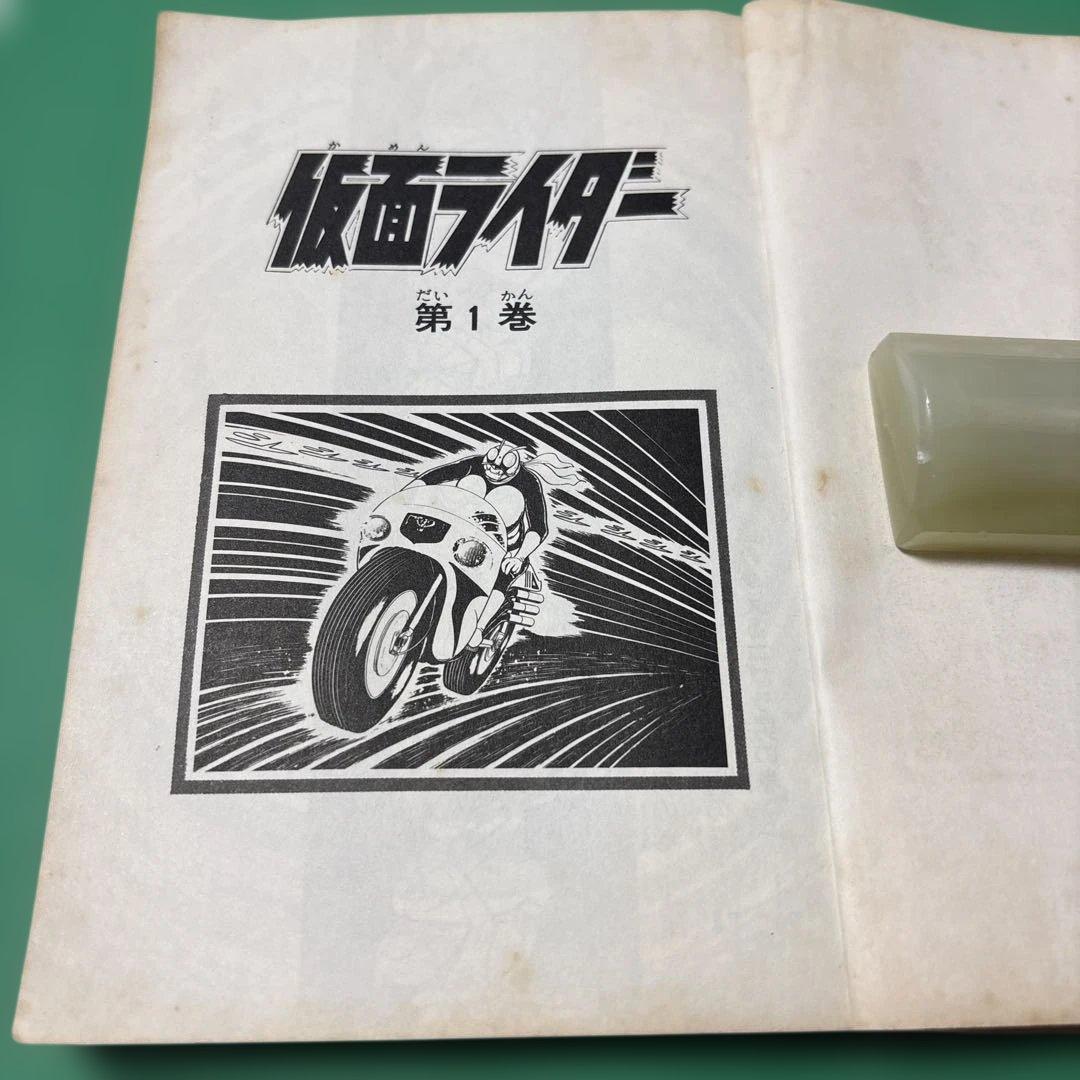 かめん
仮面ライダー
だい かん
第1巻